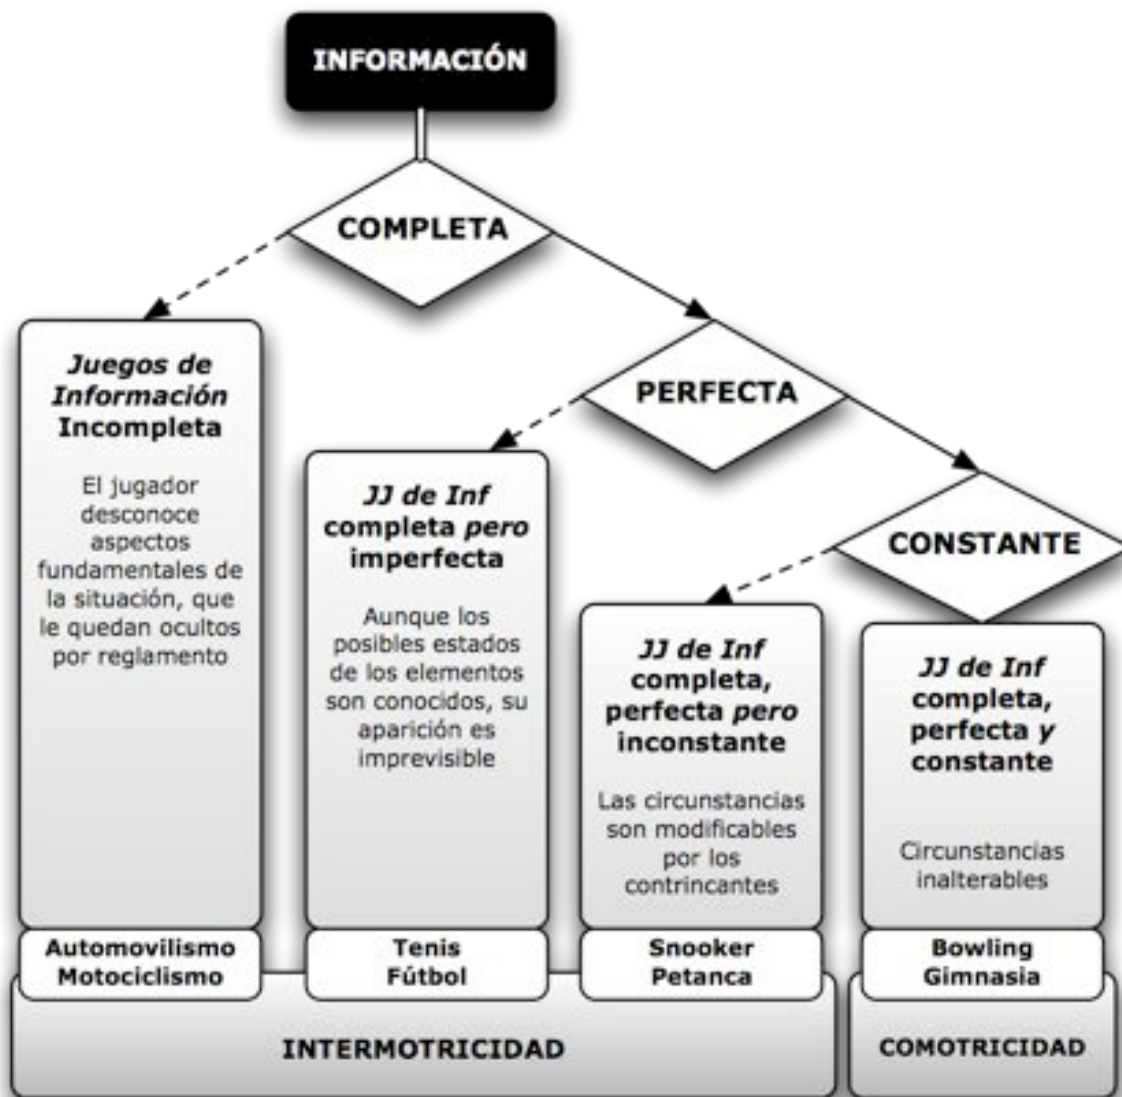 INFORMACIÓN
COMPLETA
PERFECTA
CONSTANTE
Juegos de
Información
Incompleta
El jugador
desconoce
aspectos
fundamentales de
la situación, que
le quedan ocultos
por reglamento
Automovilismo
Motociclismo
JJ de Inf
completa pero
imperfecta
Aunque los
posibles estados
de los elementos
son conocidos, su
aparición es
imprevisible
Tenis
Fútbol
JJ de Inf
completa,
perfecta pero
inconstante
Las circunstancias
son modificables
por los
contrincantes
Snooker
Petanca
JJ de Inf
completa,
perfecta y
constante
Circunstancias
inalterables
Bowling
Gimnasia
INTERMOTRICIDAD
COMOTRICIDAD